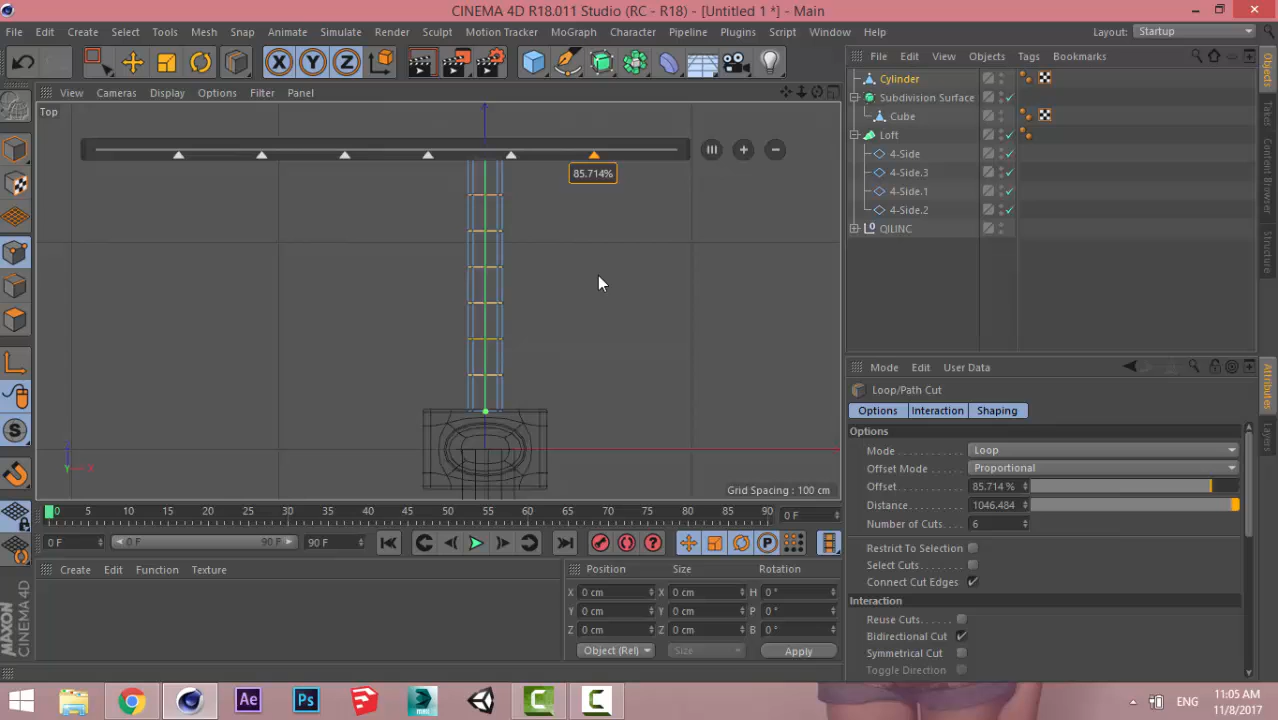 CINEMA 4D R18.011 Studio (RC - R18) - [Untitled 1 *] - Main
File Edit Create Select Tools Mesh Snap Animate Simulate Render Sculpt Motion Tracker MoGraph Character Pipeline Plugins Script Window Help Layout: Startup
View Cameras Display Options Filter Panel
Top
85.714%
Grid Spacing : 100 cm
Y X
0 5 10 15 20 25 30 35 40 45 50 55 60 65 70 75 80 85 90 0 F
0 F 0 F 90 F 90 F
Create Edit Function Texture
Position Size Rotation
X 0 cm X 0 cm H 0 °
Y 0 cm Y 0 cm P 0 °
Z 0 cm Z 0 cm B 0 °
Object (Rel) Size Apply
MAXON CINEMA 4D
File Edit View Objects Tags Bookmarks
Cylinder
Subdivision Surface
Cube
Loft
4-Side
4-Side.3
4-Side.1
4-Side.2
QILINC
Objects
Takes
Content Browser
Structure
Mode Edit User Data
Loop/Path Cut
Options Interaction Shaping
Options
Mode Loop
Offset Mode Proportional
Offset 85.714 %
Distance 1046.484
Number of Cuts 6
Restrict To Selection
Select Cuts
Connect Cut Edges
Interaction
Reuse Cuts
Bidirectional Cut
Symmetrical Cut
Toggle Direction
Attributes
Layers
Ae Ps
ENG
11:05 AM
11/8/2017